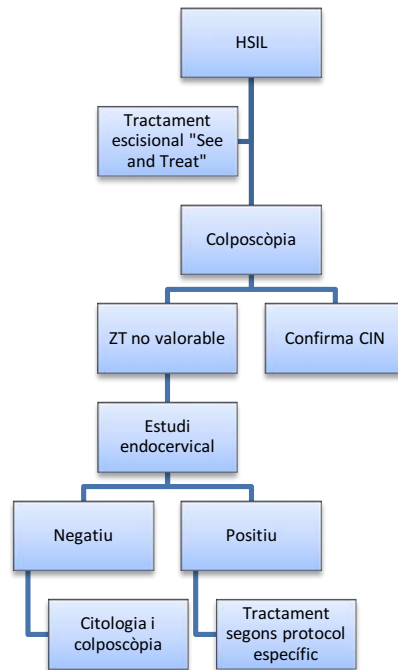 HSIL
Tractament
escisional "See
and Treat"
Colposcòpia
ZT no valorable
Confirma CIN
Estudi
endocervical
Negatiu
Positiu
Citologia i
colposcòpia
Tractament
segons protocol
específic